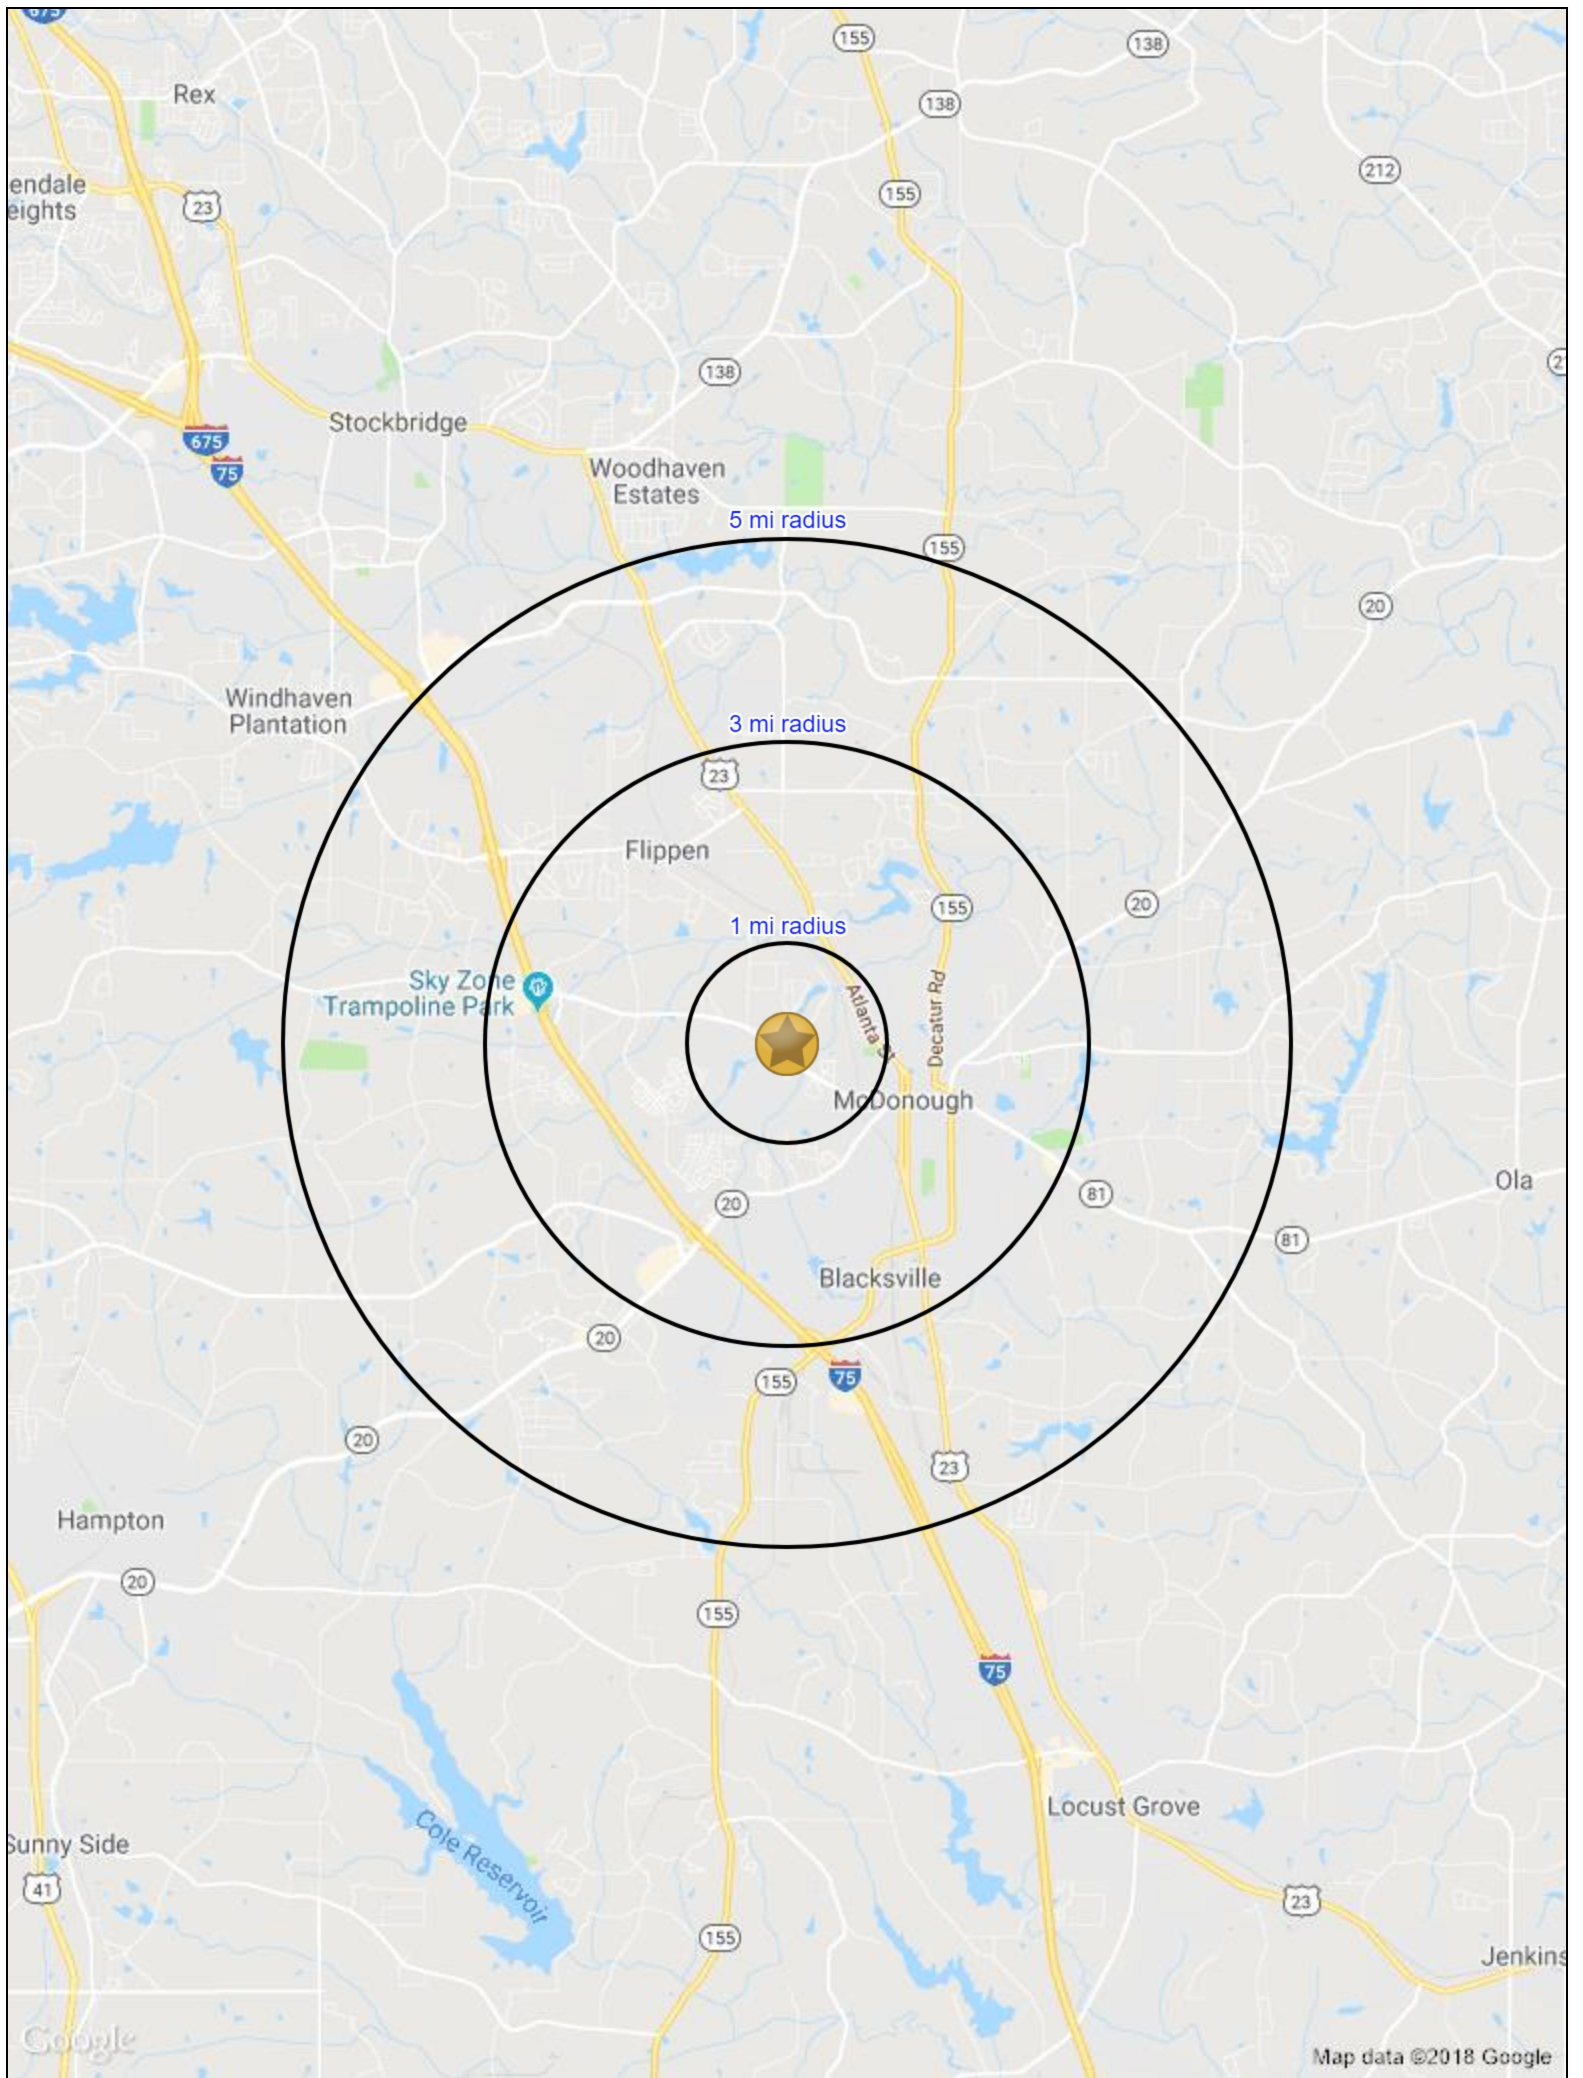 675
155
138
Rex
138
212
endale
eights
23
155
138
Stockbridge
675
75
Woodhaven
Estates
5 mi radius
155
20
Windhaven
Plantation
3 mi radius
23
Flippen
155
20
1 mi radius
Sky Zone
Trampoline Park
Atlanta St
Decatur Rd
McDonough
20
81
Ola
81
Blacksville
20
155
75
20
23
Hampton
20
155
75
Locust Grove
Cole Reservoir
Sunny Side
41
23
155
Jenkins
Google
Map data ©2018 Google